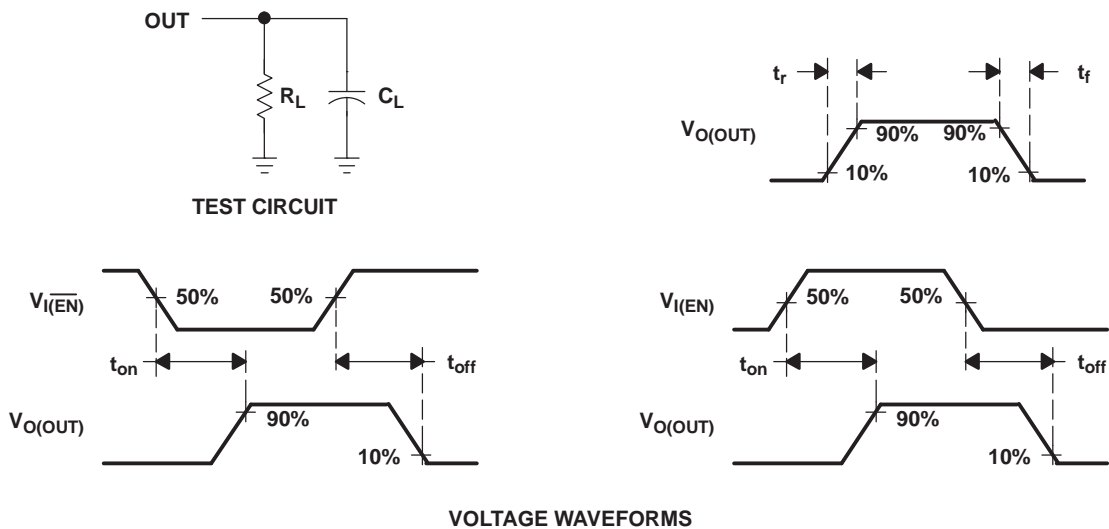 OUT
R_L
C_L
TEST CIRCUIT
t_r
t_f
V_O(OUT)
90%
90%
10%
10%
V_I(E̅N̅)
50%
50%
t_on
t_off
V_O(OUT)
90%
10%
V_I(EN)
50%
50%
t_on
t_off
V_O(OUT)
90%
10%
VOLTAGE WAVEFORMS